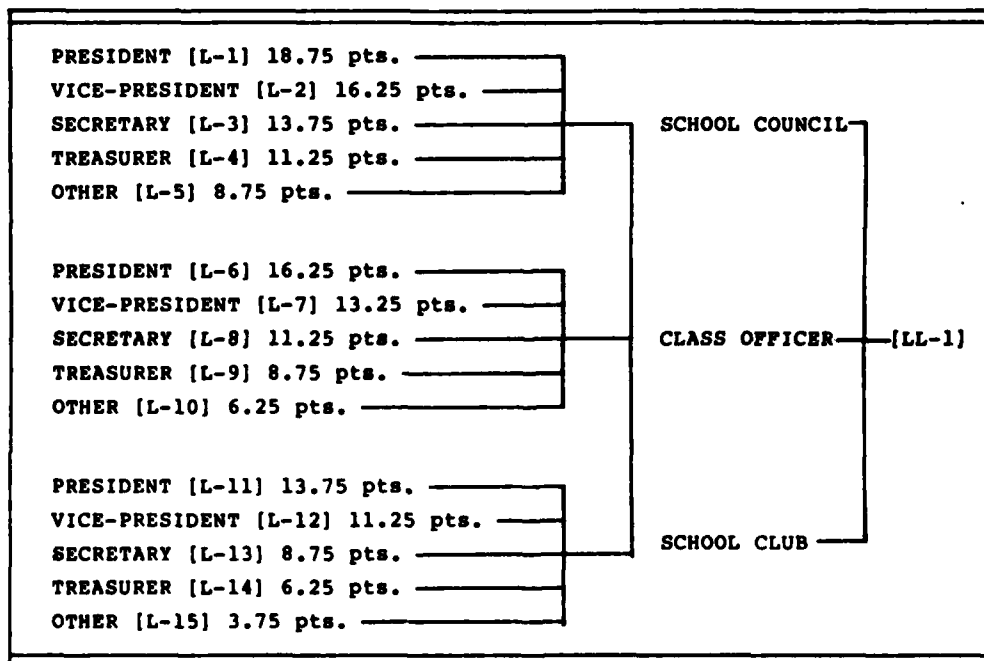 PRESIDENT [L-1] 18.75 pts.
VICE-PRESIDENT [L-2] 16.25 pts.
SECRETARY [L-3] 13.75 pts. SCHOOL COUNCIL
TREASURER [L-4] 11.25 pts.
OTHER [L-5] 8.75 pts.
PRESIDENT [L-6] 16.25 pts.
VICE-PRESIDENT [L-7] 13.25 pts.
SECRETARY [L-8] 11.25 pts. CLASS OFFICER [LL-1]
TREASURER [L-9] 8.75 pts.
OTHER [L-10] 6.25 pts.
PRESIDENT [L-11] 13.75 pts.
VICE-PRESIDENT [L-12] 11.25 pts.
SECRETARY [L-13] 8.75 pts. SCHOOL CLUB
TREASURER [L-14] 6.25 pts.
OTHER [L-15] 3.75 pts.